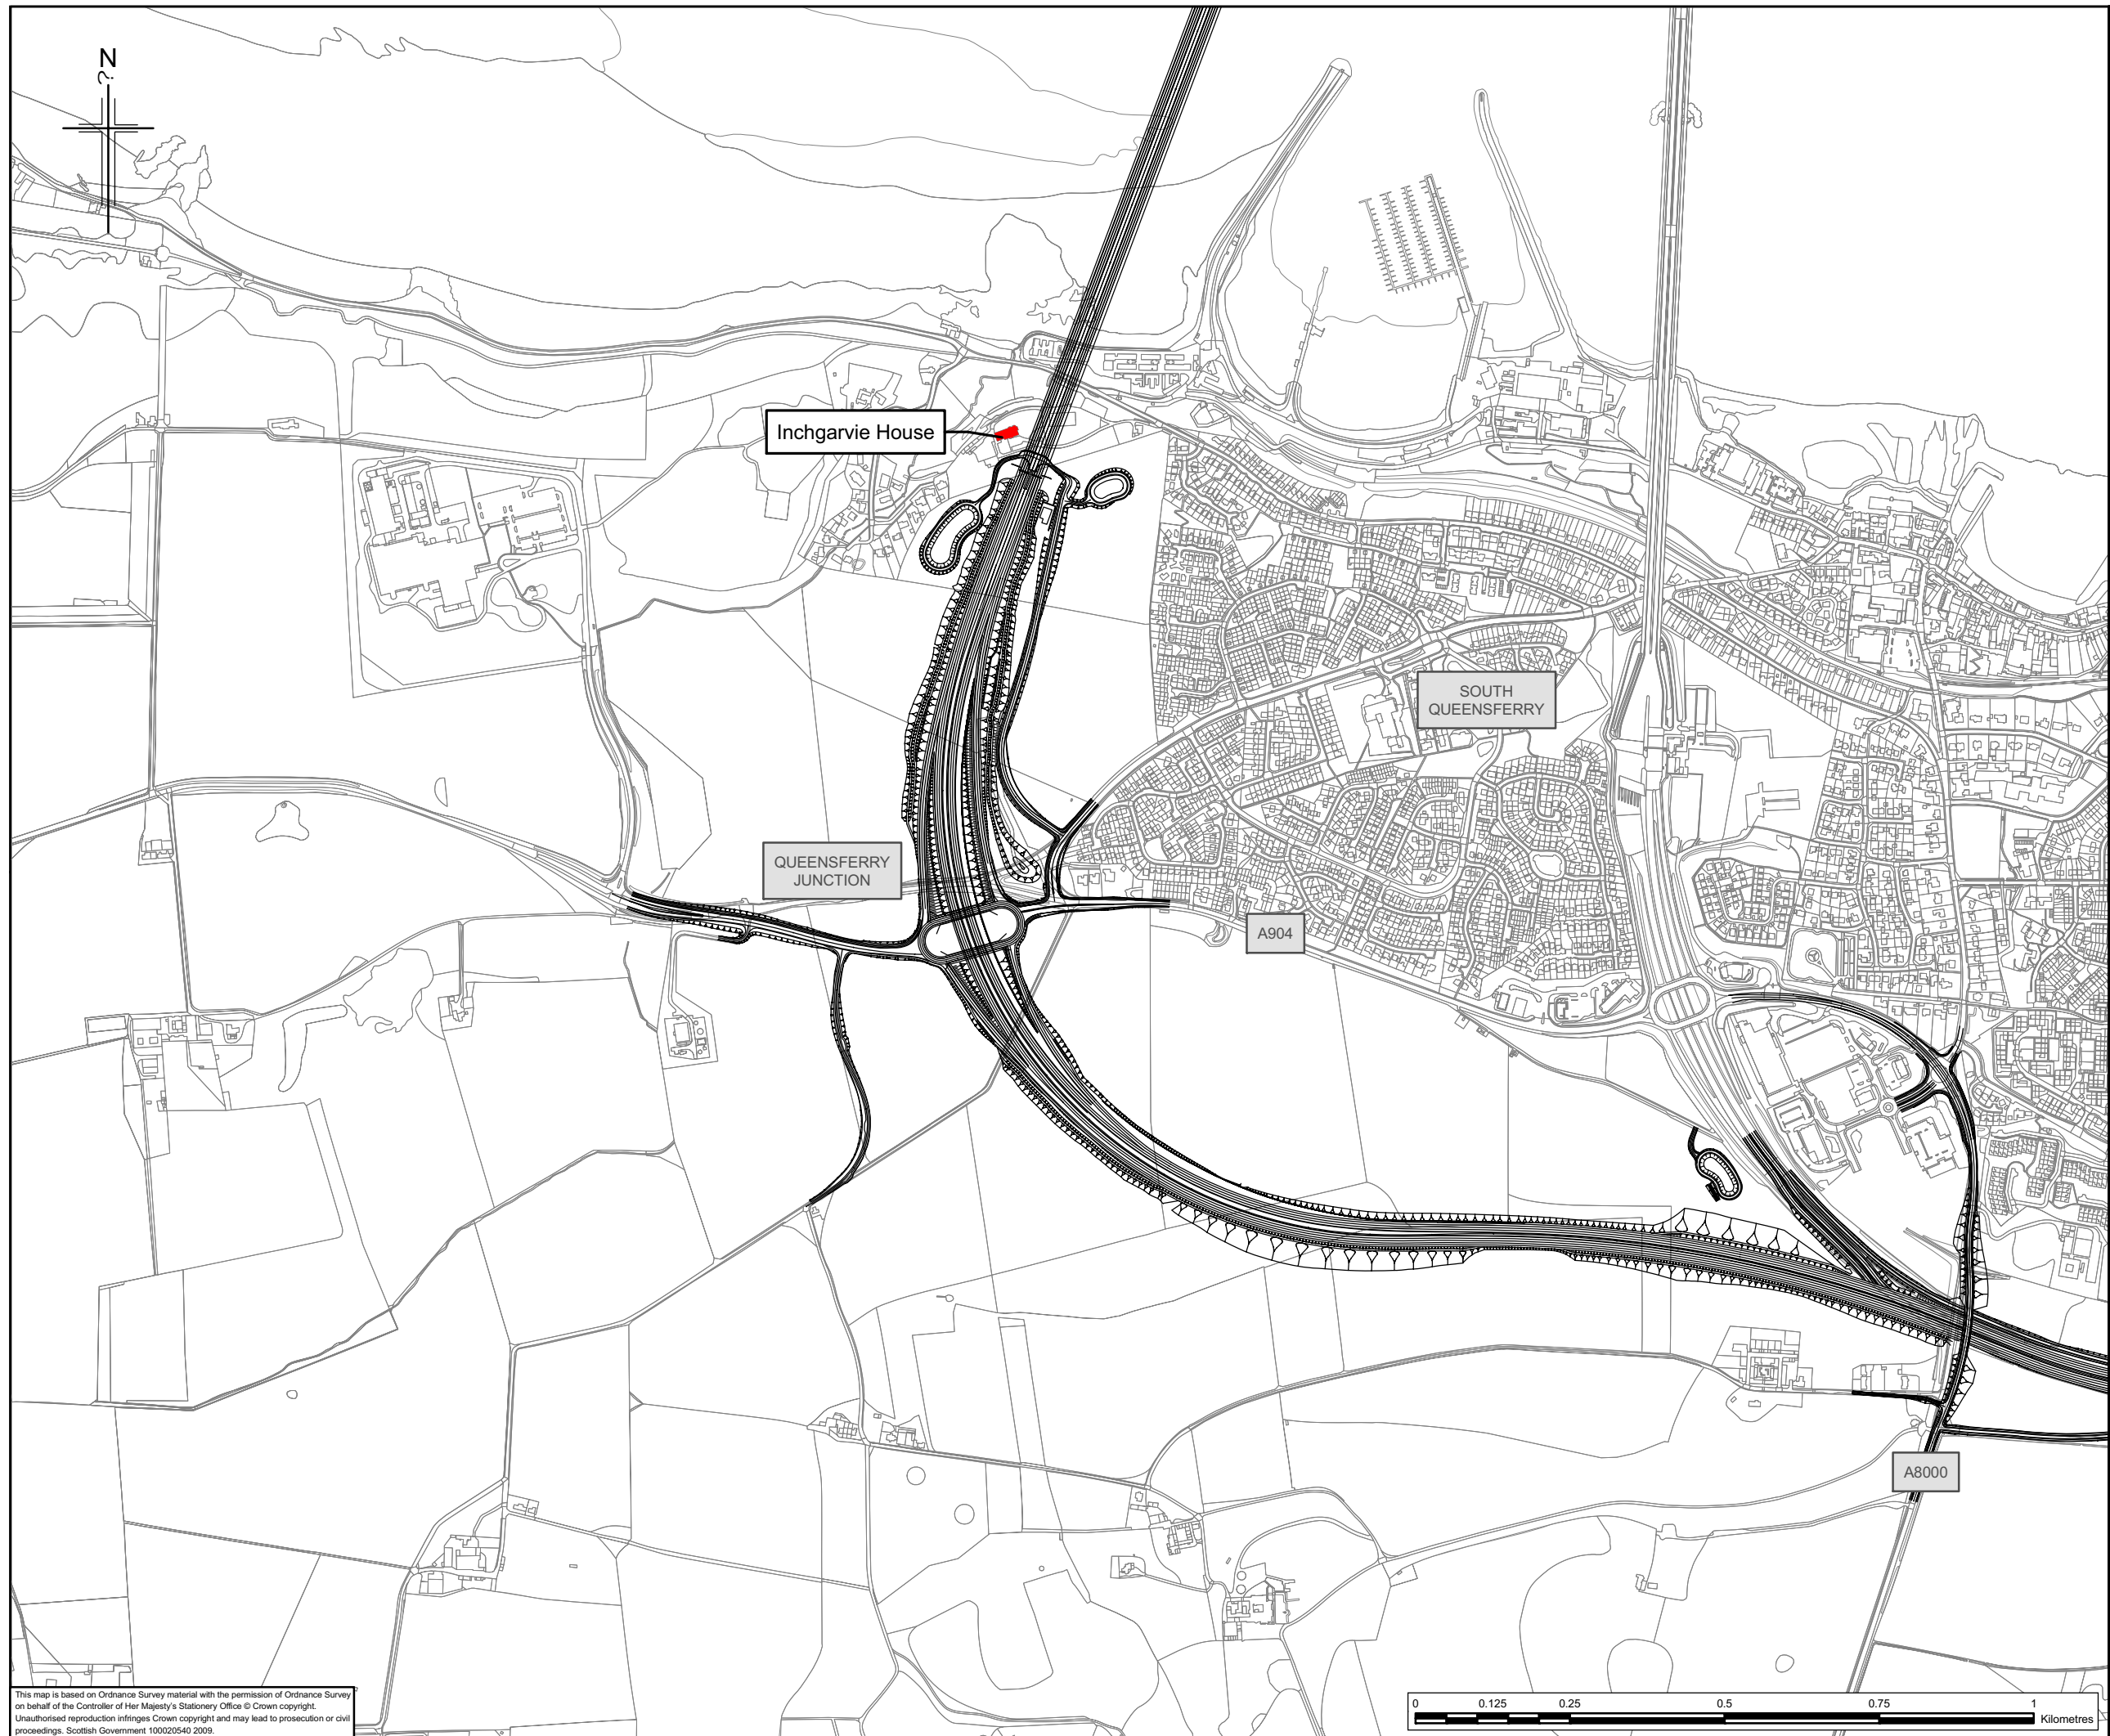 N
Inchgarvie House
SOUTH
QUEENSFERRY
QUEENSFERRY
JUNCTION
A904
A8000
This map is based on Ordnance Survey material with the permission of Ordnance Survey
on behalf of the Controller of Her Majesty's Stationery Office © Crown copyright.
Unauthorised reproduction infringes Crown copyright and may lead to prosecution or civil
proceedings. Scottish Government 100020540 2009.
0 0.125 0.25 0.5 0.75 1
Kilometres